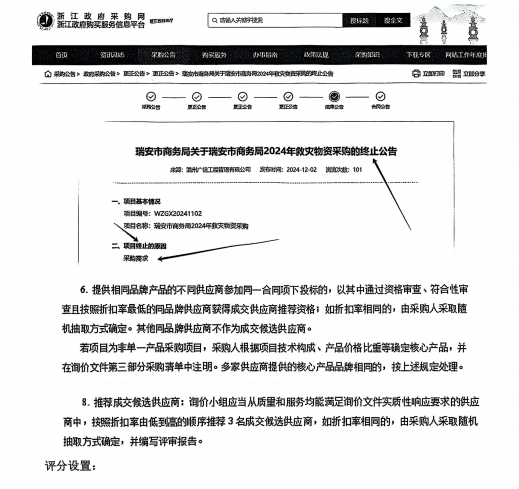 浙江政府采购网
浙江政府购买服务信息平台
请输入关键字搜索
搜标题
搜全文
首页 资讯动态 采购公告 购买服务 办事指南 政策法规 采购知识 下载专区 网站工作年度报
采购公告 > 政府采购公告 > 更正公告 > 更正公告 > 瑞安市商务局关于瑞安市商务局2024年救灾物资采购的终止公告
立即打印 立即分享
采购公告 更正公告 更正公告 更正公告 结果公告 合同公告
瑞安市商务局关于瑞安市商务局2024年救灾物资采购的终止公告
来源：温州广信工程管理有限公司 发布时间：2024-12-02 浏览次数：101
一、项目基本情况
项目编号：WZGX20241102
项目名称：瑞安市商务局2024年救灾物资采购
二、项目终止的原因
采购需求
6. 提供相同品牌产品的不同供应商参加同一合同项下投标的，以其中通过资格审查、符合性审
查且按照折扣率最低的同品牌供应商获得成交供应商推荐资格；如折扣率相同的，由采购人采取随
机抽取方式确定。其他同品牌供应商不作为成交候选供应商。
若项目为非单一产品采购项目，采购人根据项目技术构成、产品价格比重等确定核心产品，并
在询价文件第三部分采购清单中注明。多家供应商提供的核心产品品牌相同的，按上述规定处理。
8. 推荐成交候选供应商：询价小组应当从质量和服务均能满足询价文件实质性响应要求的供应
商中，按照折扣率由低到高的顺序推荐 3 名成交候选供应商，如折扣率相同的，由采购人采取随机
抽取方式确定，并编写评审报告。
评分设置：